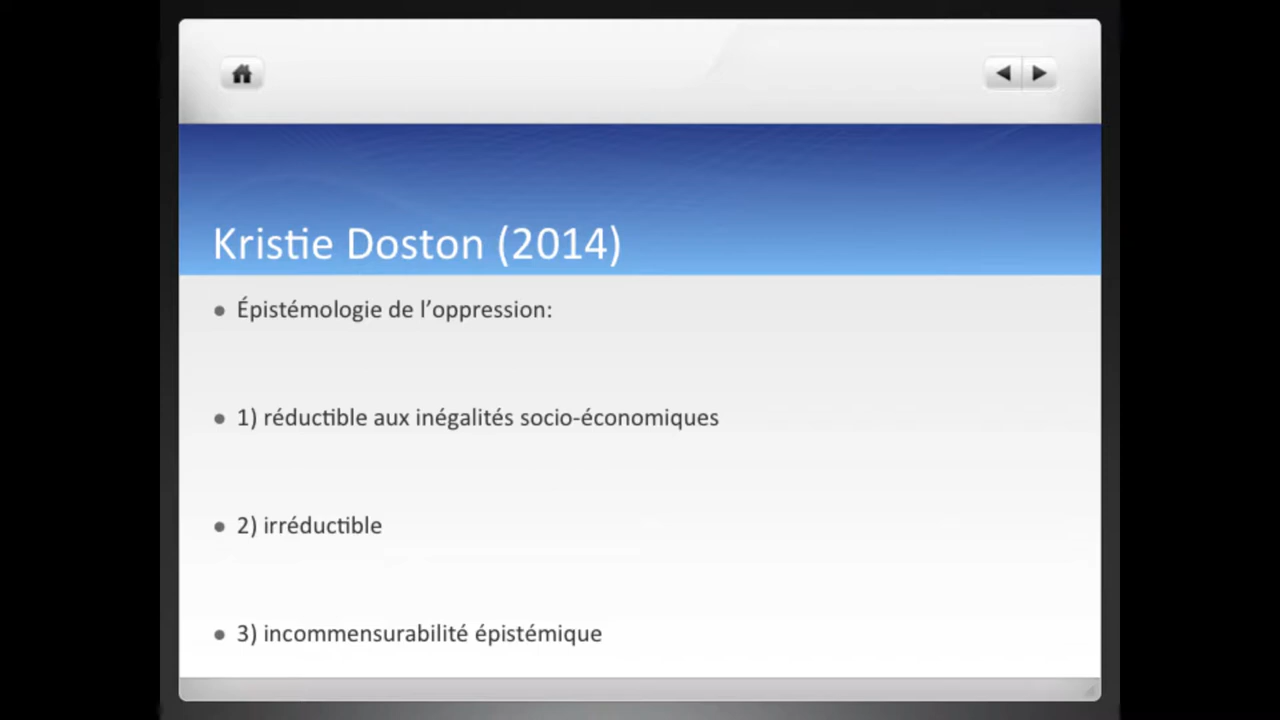 Kristie Doston (2014)
Épistémologie de l’oppression:
1) réductible aux inégalités socio-économiques
2) irréductible
3) incommensurabilité épistémique